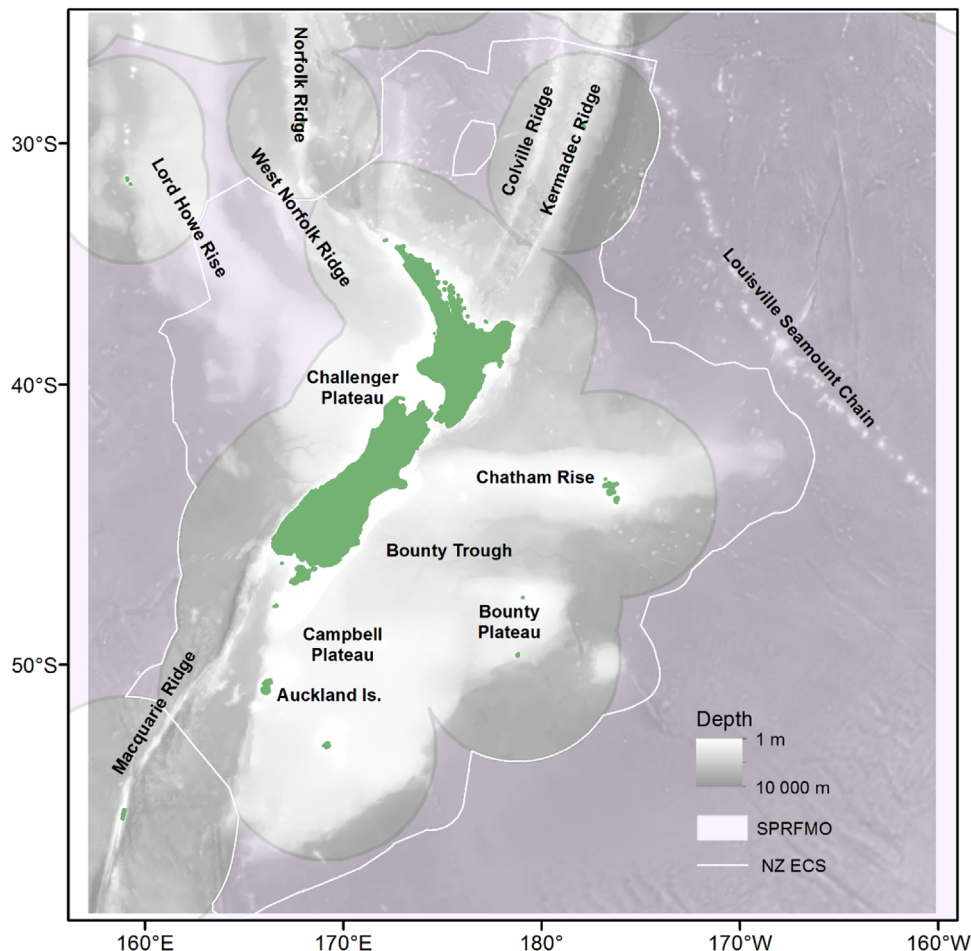 Norfolk Ridge
Colville Ridge
Kermadec Ridge
30°S
Lord Howe Rise
West Norfolk Ridge
Louisville Seamount Chain
40°S
Challenger
Plateau
Chatham Rise
Bounty Trough
Bounty
Plateau
Campbell
Plateau
50°S
Auckland Is.
Macquarie Ridge
Depth
1 m
10 000 m
SPRFMO
NZ ECS
160°E
170°E
180°
170°W
160°W